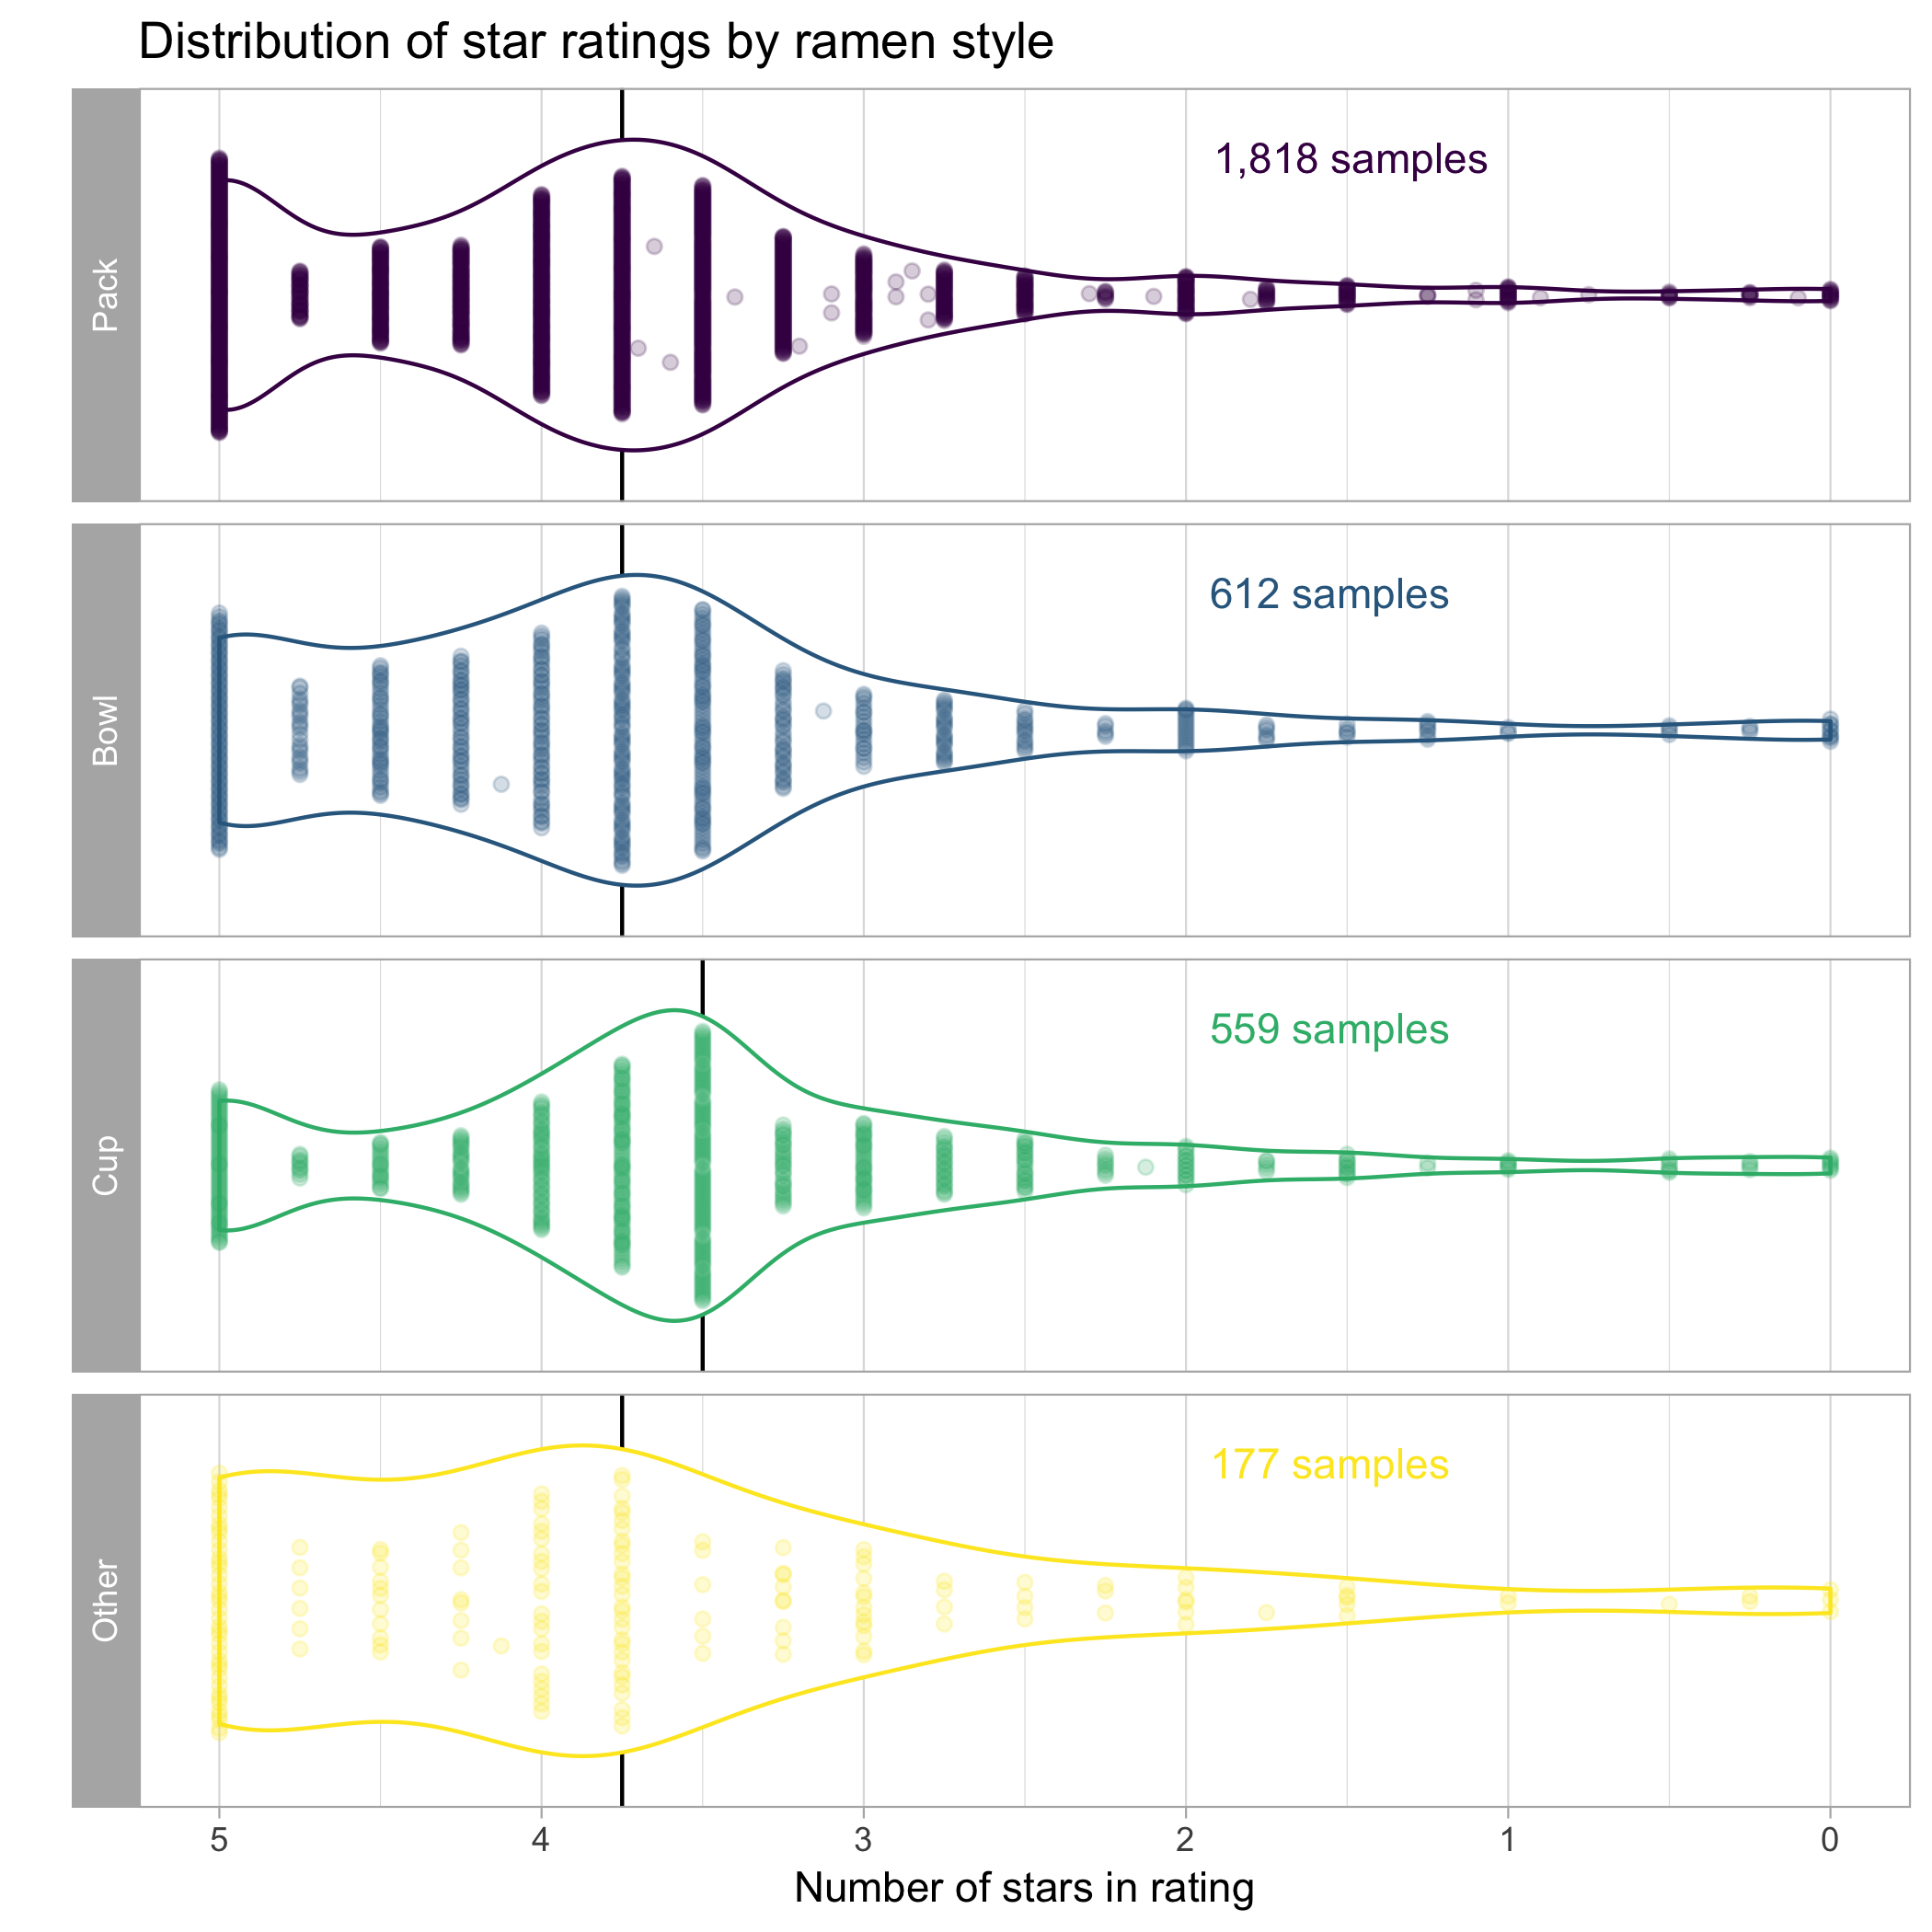 Distribution of star ratings by ramen style
Pack
1,818 samples
Bowl
612 samples
Cup
559 samples
Other
177 samples
5 4 3 2 1 0
Number of stars in rating